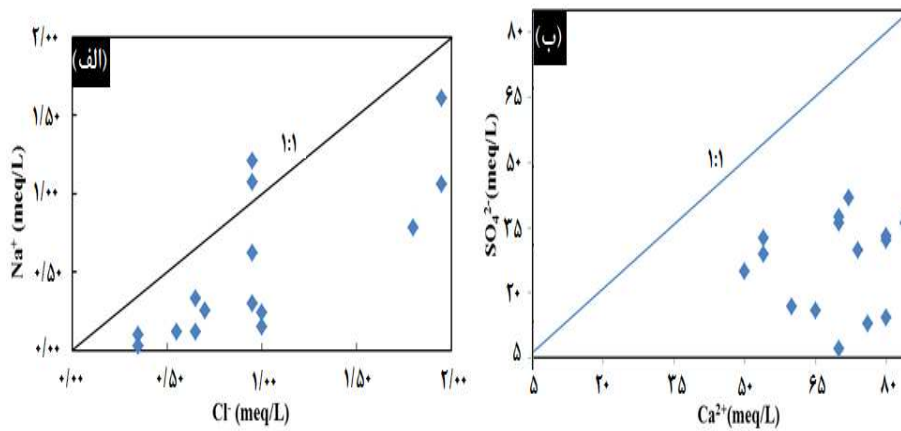 (الف)
Na⁺ (meq/L)
۲/۰۰
۱/۵۰
۱/۰۰
۰/۵۰
۰/۰۰
۱:۱
۰/۰۰ ۰/۵۰ ۱/۰۰ ۱/۵۰ ۲/۰۰
Cl⁻ (meq/L)
(ب)
SO₄²⁻(meq/L)
۸۰
۶۵
۵۰
۳۵
۲۰
۵
۱:۱
۵ ۲۰ ۳۵ ۵۰ ۶۵ ۸۰
Ca²⁺(meq/L)